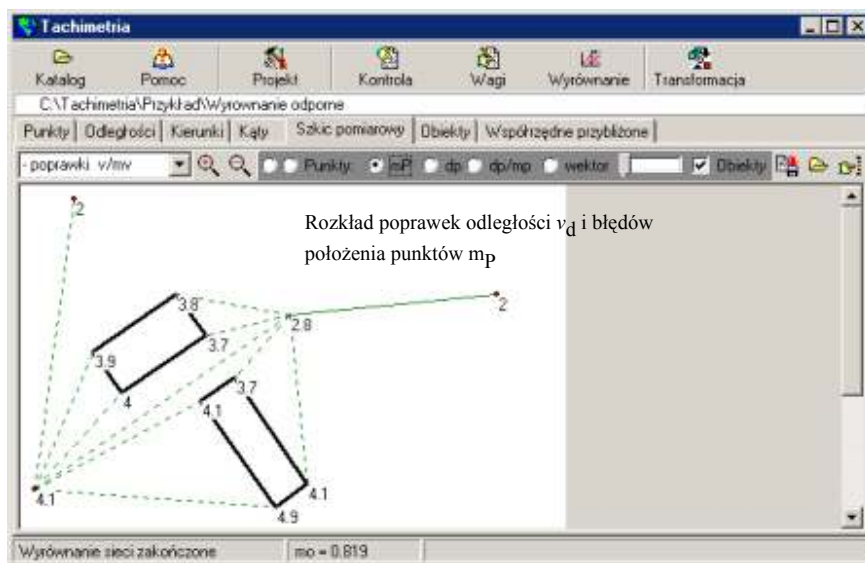 Tachimetria
Katalog Pomoc Projekt Kontrola Wagi Wyrównanie Transformacja
C:\Tachimetria\Przykład\Wyrownanie odporne
Punkty Odległości Kierunki Kąty Szkic pomiarowy Obiekty Współrzędne przybliżone
- poprawki v/mv Punkty: mP dp dp/mp wektor Obiekty
Rozkład poprawek odległości vd i błędów
położenia punktów mP
2
2
3.8
2.8
3.7
3.9
3.7
4
4.1
4.1
4.1
4.9
Wyrównanie sieci zakończone mo = 0.819